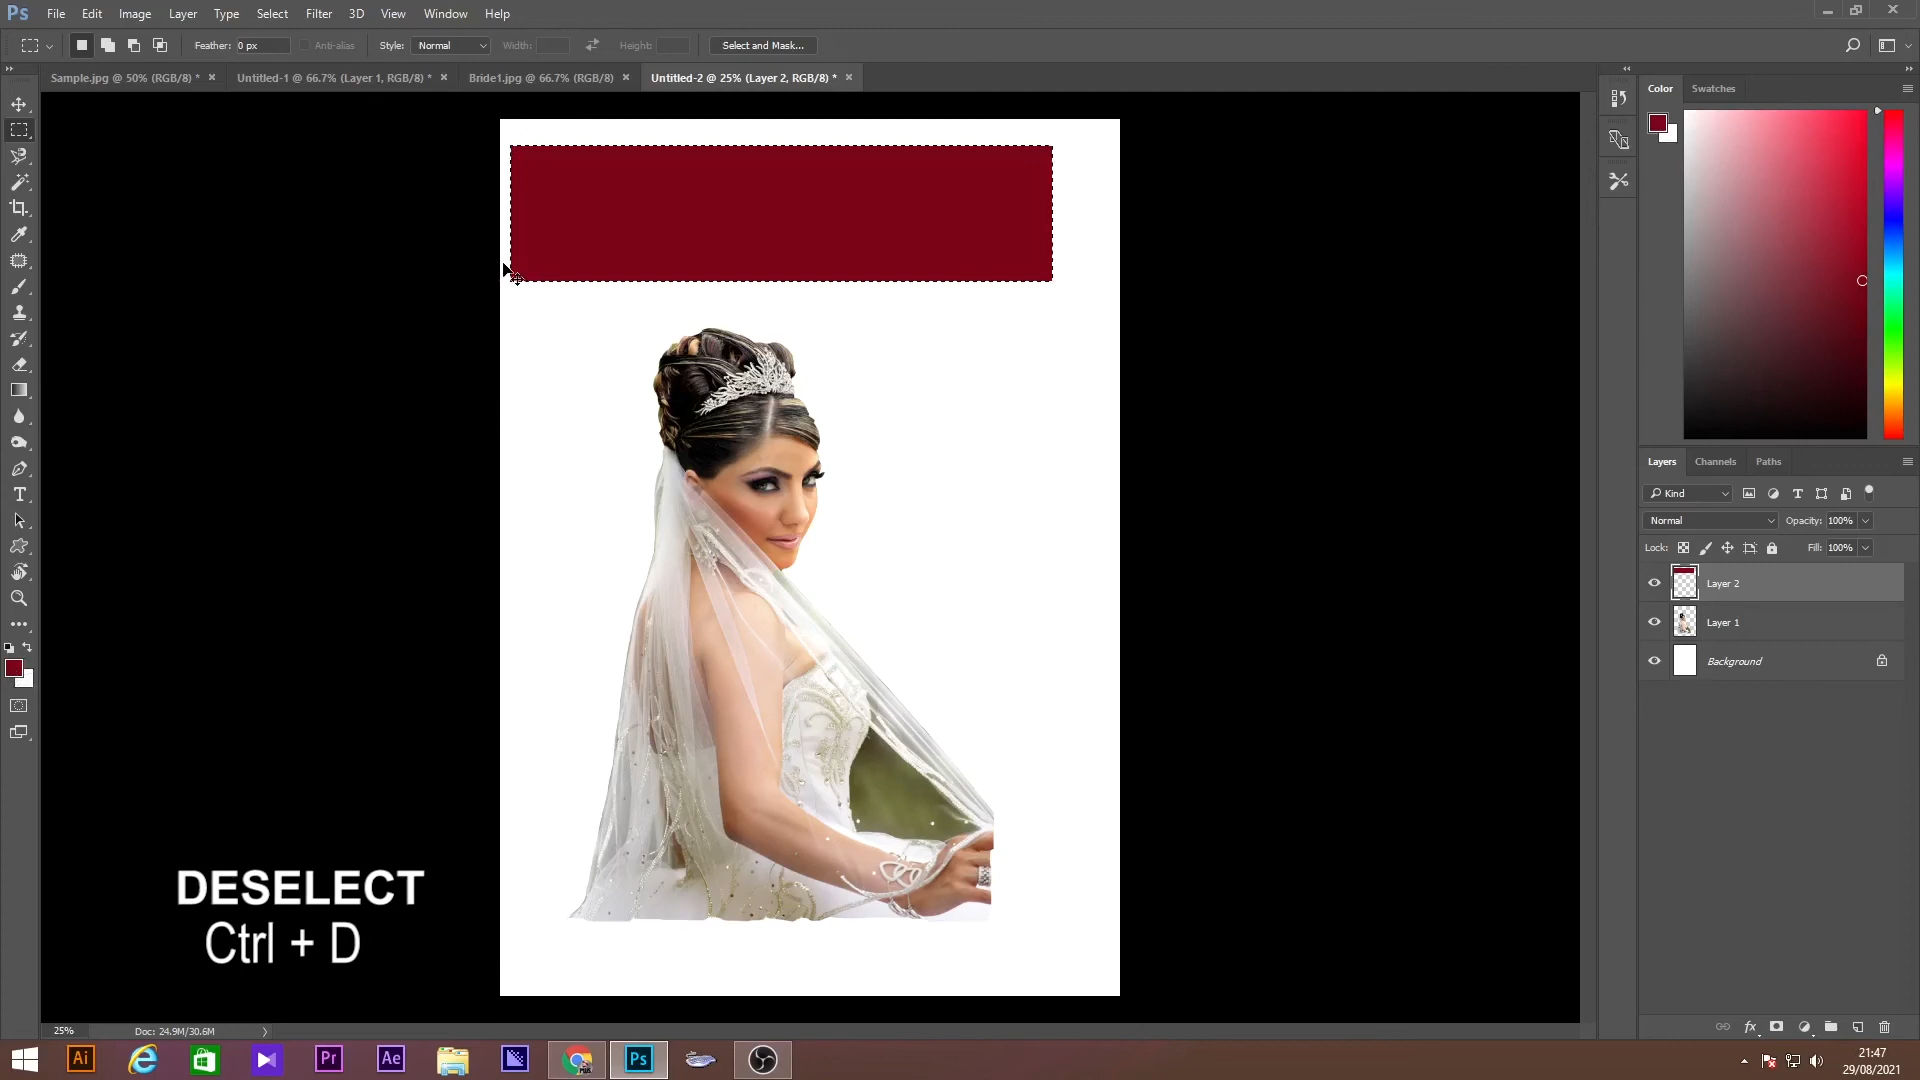 Ps File Edit Image Layer Type Select Filter 3D View Window Help
Feather: 0 px Anti-alias Style: Normal Width: Height: Select and Mask...
Sample.jpg @ 50% (RGB/8) * × Untitled-1 @ 66.7% (Layer 1, RGB/8) * × Bride1.jpg @ 66.7% (RGB/8) × Untitled-2 @ 25% (Layer 2, RGB/8) * ×
Color Swatches
Layers Channels Paths
Kind
Normal Opacity: 100%
Lock: Fill: 100%
Layer 2
Layer 1
Background
DESELECT
Ctrl + D
25% Doc: 24.9M/30.6M
Ai Pr Ae Ps
21:47
29/08/2021